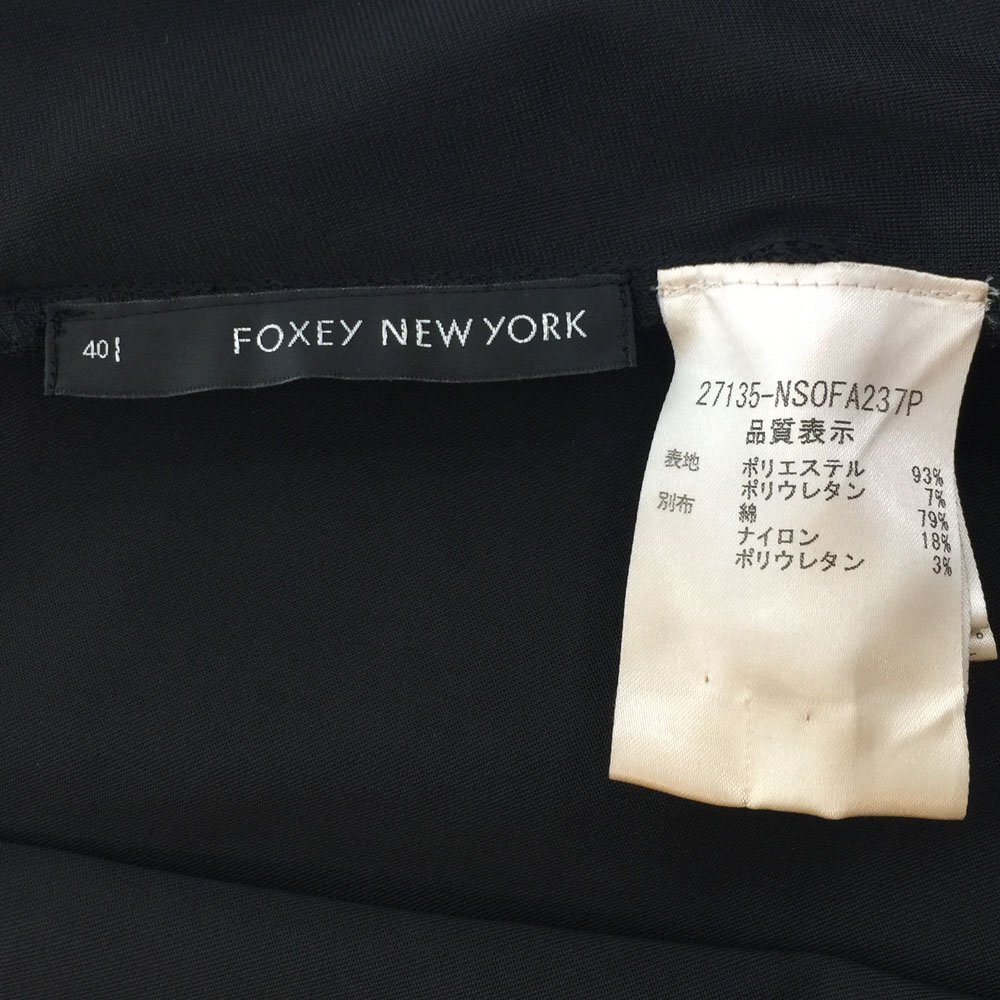 40
FOXEY NEW YORK
27135-NSOFA237P
品質表示
表地 ポリエステル 93%
ポリウレタン 7%
別布 綿 79%
ナイロン 18%
ポリウレタン 3%